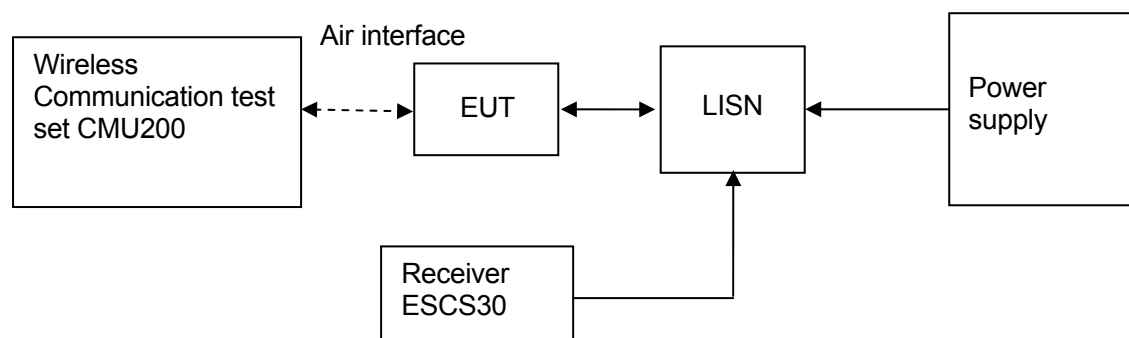 Air interface
Wireless
Communication test
set CMU200
EUT
LISN
Power
supply
Receiver
ESCS30